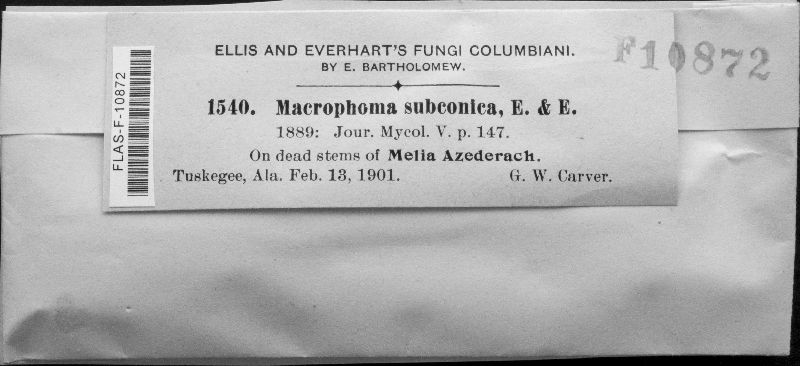 ELLIS AND EVERHART'S FUNGI COLUMBIANI.
BY E. BARTHOLOMEW.
F10872
1540. Macrophoma subconica, E. & E.
1889: Jour. Mycol. V. p. 147.
On dead stems of Melia Azederach.
Tuskegee, Ala. Feb. 13, 1901. G. W. Carver.
FLAS-F-10872